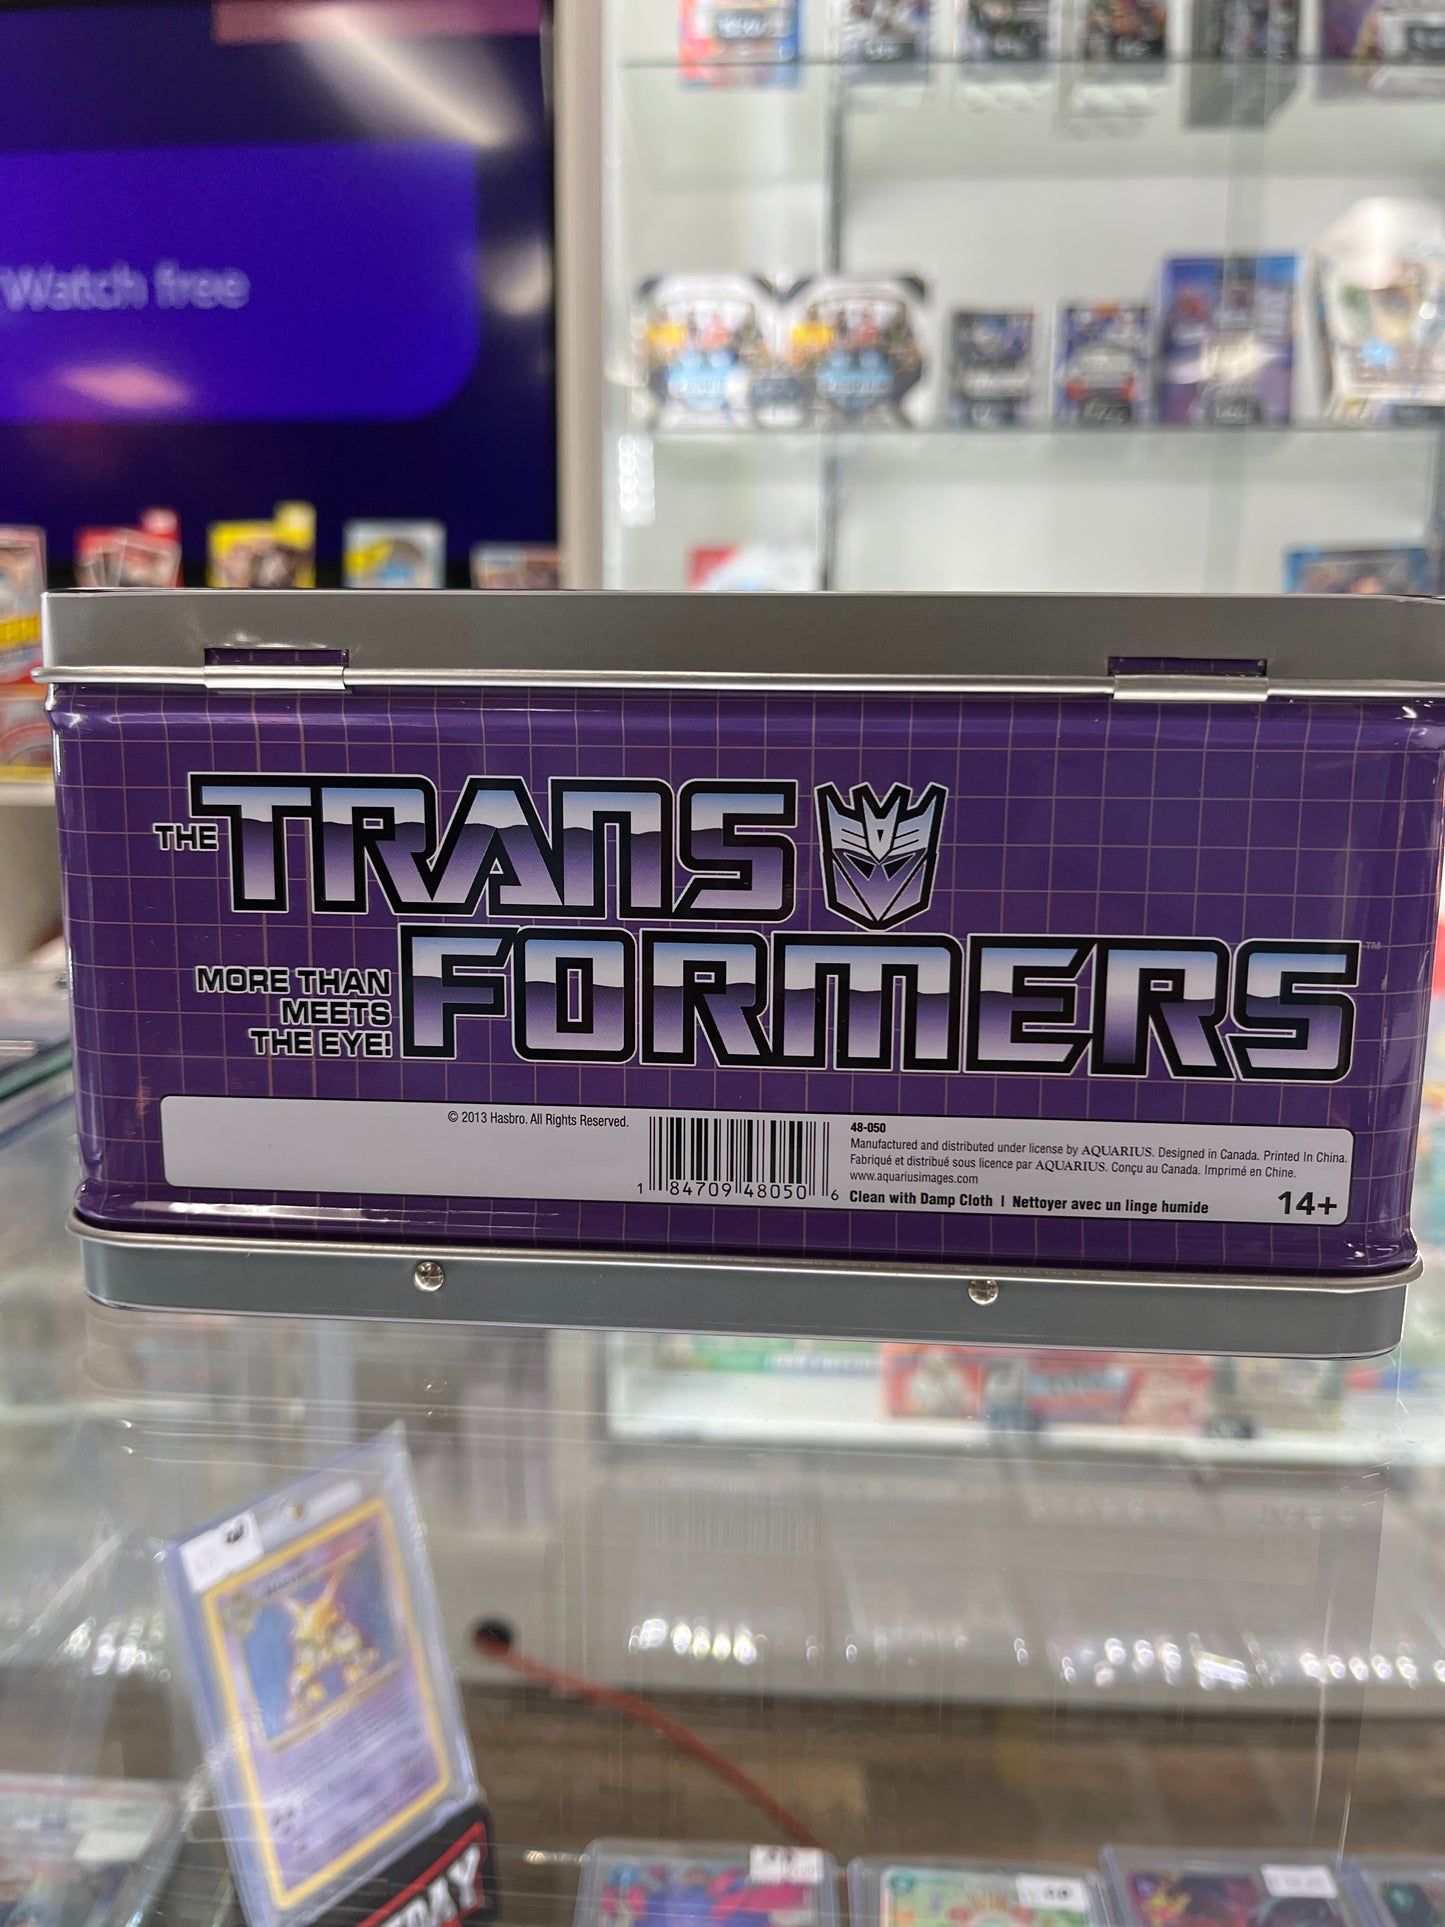 Watch free
THE TRANS
FORMERS™
MORE THAN
MEETS
THE EYE!
© 2013 Hasbro. All Rights Reserved.
1 84709 48050 6
48-050
Manufactured and distributed under license by AQUARIUS. Designed in Canada. Printed In China.
Fabriqué et distribué sous licence par AQUARIUS. Conçu au Canada. Imprimé en Chine.
www.aquariusimages.com
Clean with Damp Cloth | Nettoyer avec un linge humide
14+